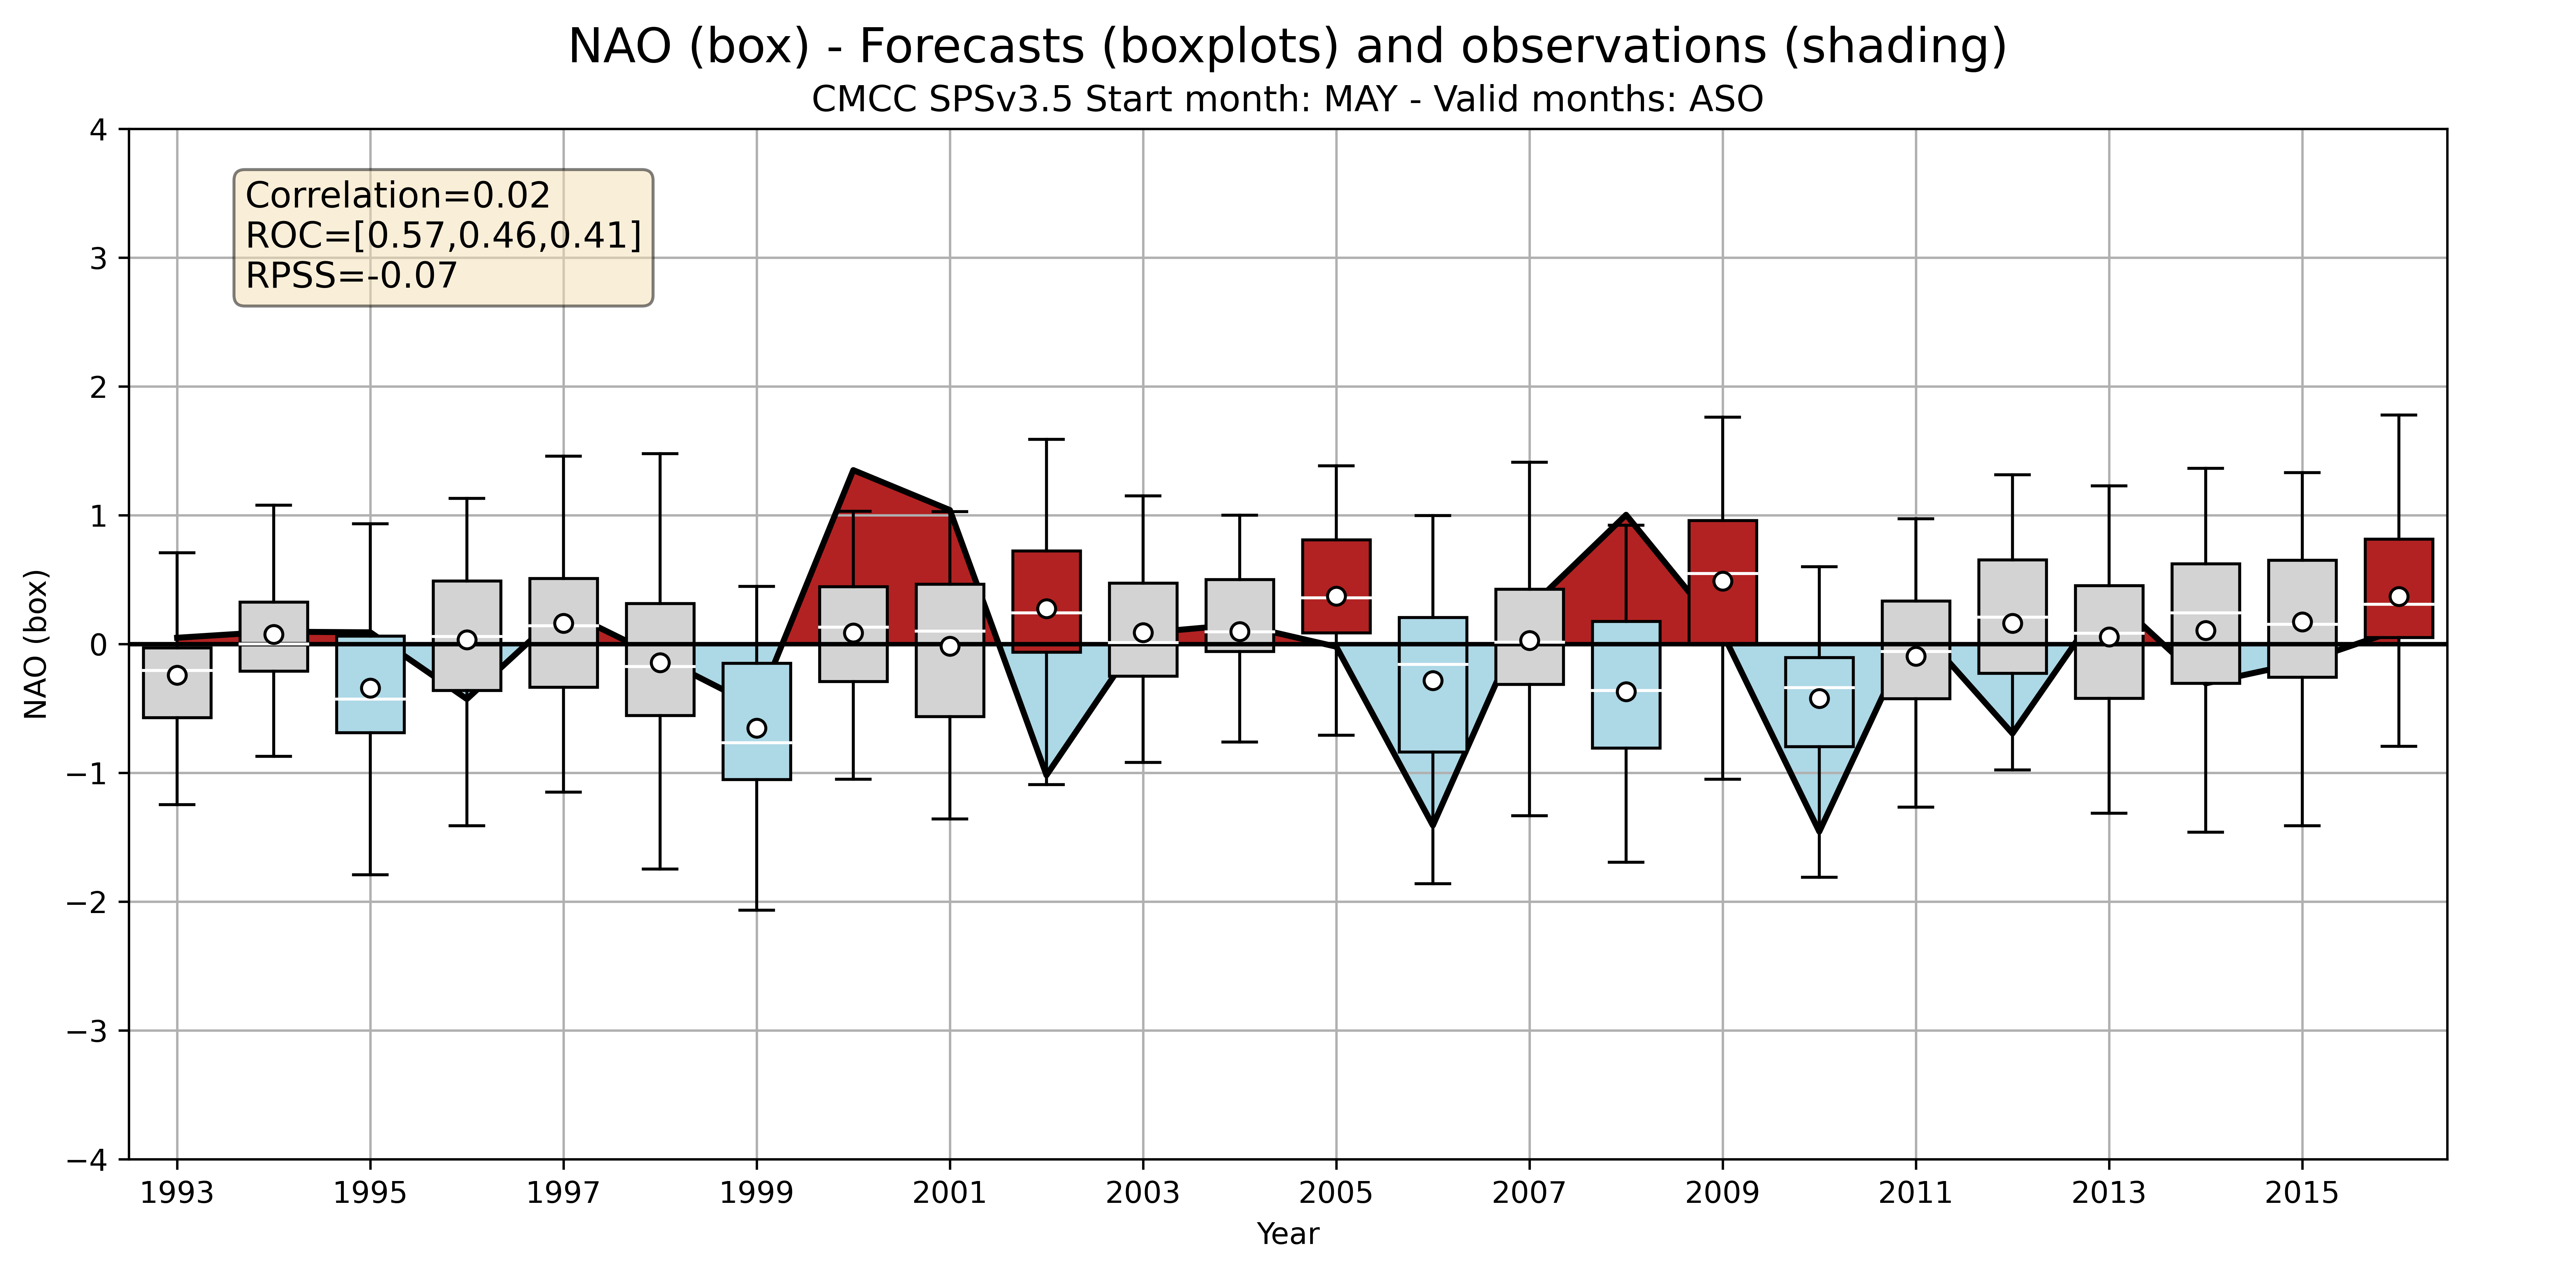 NAO (box) - Forecasts (boxplots) and observations (shading)
CMCC SPSv3.5 Start month: MAY - Valid months: ASO
Correlation=0.02
ROC=[0.57,0.46,0.41]
RPSS=-0.07
NAO (box)
4
3
2
1
0
−1
−2
−3
−4
1993 1995 1997 1999 2001 2003 2005 2007 2009 2011 2013 2015
Year